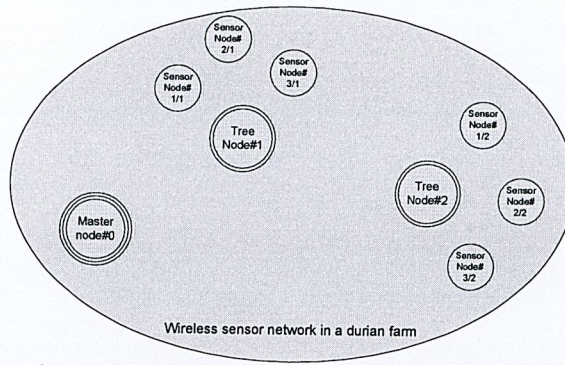 Sensor
Node#
2/1
Sensor
Node#
1/1
Sensor
Node#
3/1
Tree
Node#1
Sensor
Node#
1/2
Tree
Node#2
Sensor
Node#
2/2
Master
node#0
Sensor
Node#
3/2
Wireless sensor network in a durian farm